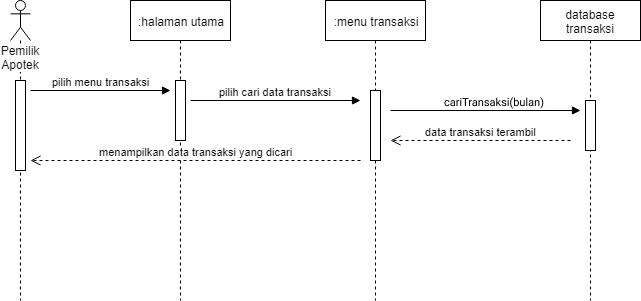 Pemilik
Apotek
:halaman utama
:menu transaksi
database
transaksi
pilih menu transaksi
pilih cari data transaksi
cariTransaksi(bulan)
data transaksi terambil
menampilkan data transaksi yang dicari